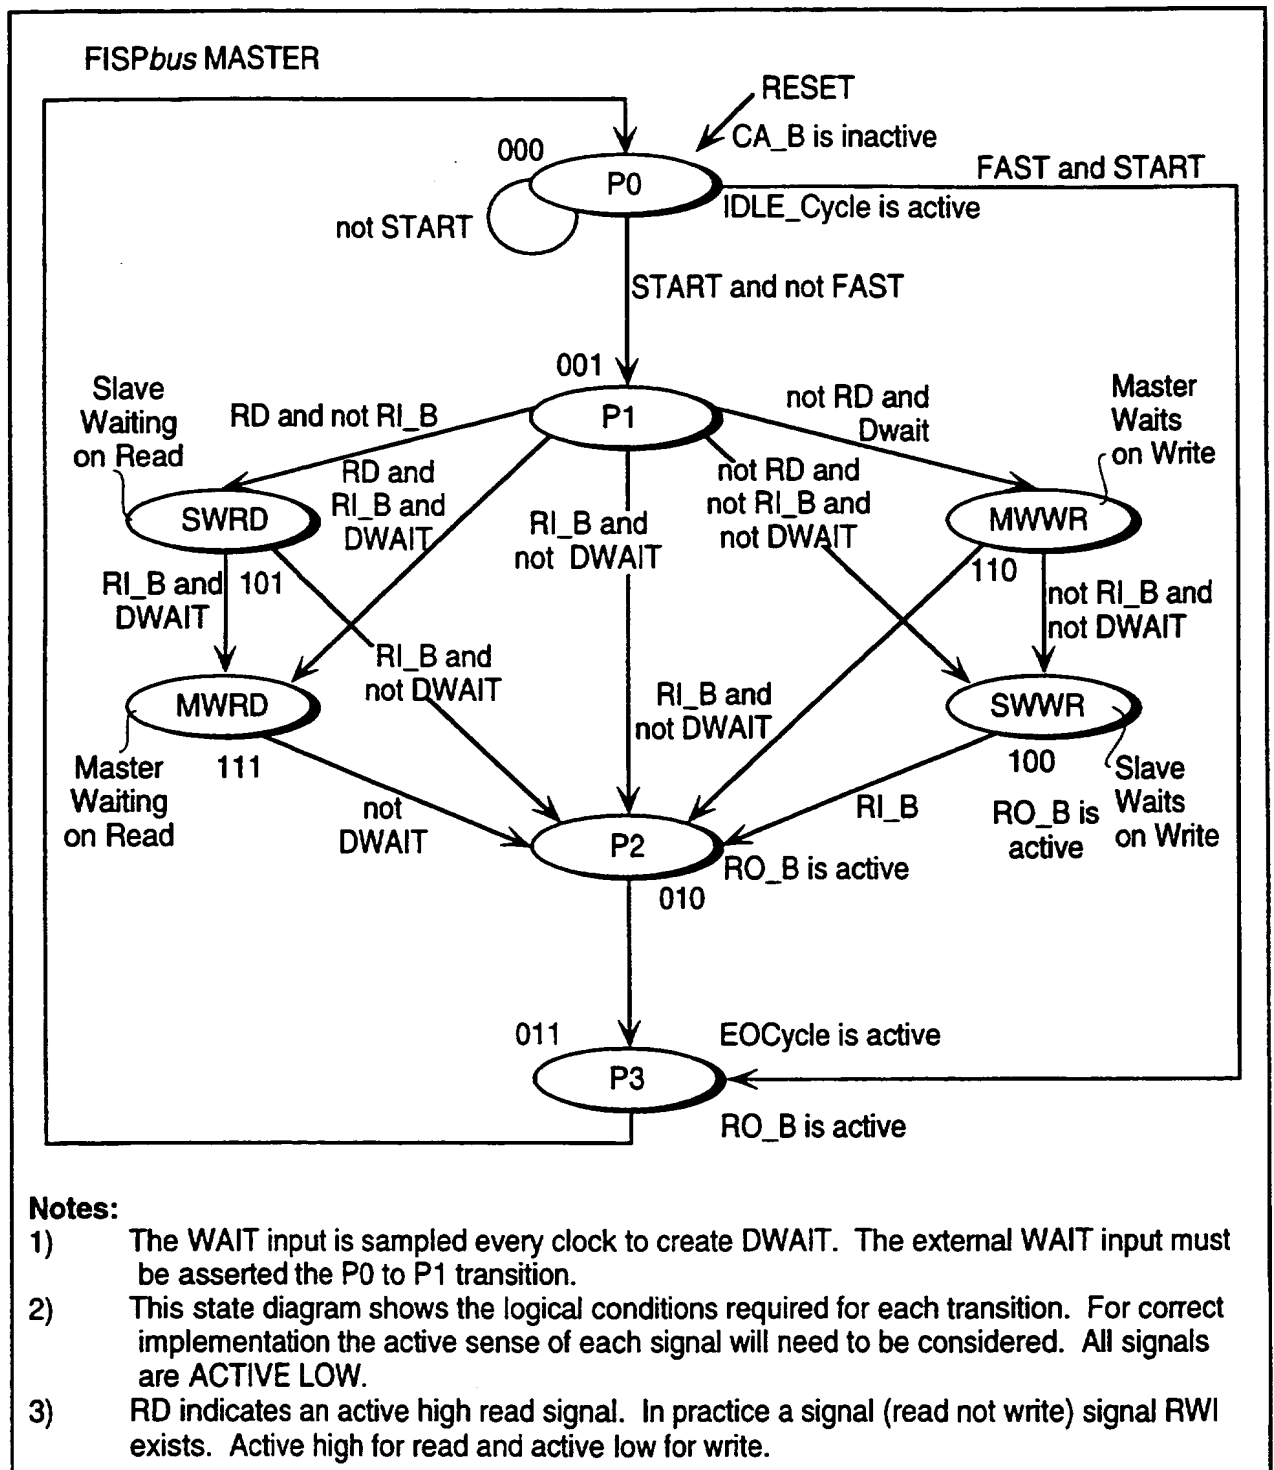 FISPbus MASTER
RESET
CA_B is inactive
000
P0
FAST and START
IDLE_Cycle is active
not START
START and not FAST
001
P1
Slave
Waiting
on Read
RD and not RI_B
not RD and
Dwait
Master
Waits
on Write
RD and
RI_B and
DWAIT
RI_B and
not DWAIT
not RD and
not RI_B and
not DWAIT
SWRD
MWWR
101
110
RI_B and
DWAIT
not RI_B and
not DWAIT
RI_B and
not DWAIT
RI_B and
not DWAIT
MWRD
SWWR
111
100
Master
Waiting
on Read
not
DWAIT
RI_B
RO_B is
active
Slave
Waits
on Write
P2
RO_B is active
010
011
EOCycle is active
P3
RO_B is active
Notes:
1) The WAIT input is sampled every clock to create DWAIT. The external WAIT input must
be asserted the P0 to P1 transition.
2) This state diagram shows the logical conditions required for each transition. For correct
implementation the active sense of each signal will need to be considered. All signals
are ACTIVE LOW.
3) RD indicates an active high read signal. In practice a signal (read not write) signal RWI
exists. Active high for read and active low for write.